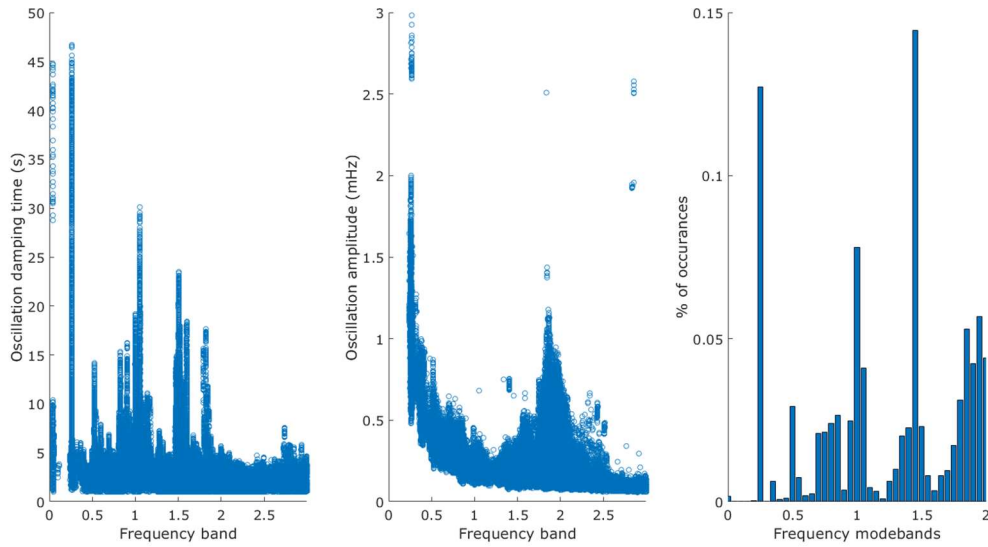 50
45
40
35
30
25
20
15
10
5
0
Oscillation damping time (s)
0 0.5 1 1.5 2 2.5
Frequency band
3
2.5
2
1.5
1
0.5
0
Oscillation amplitude (mHz)
0 0.5 1 1.5 2 2.5
Frequency band
0.15
0.1
0.05
0
% of occurances
0 0.5 1 1.5 2
Frequency modebands